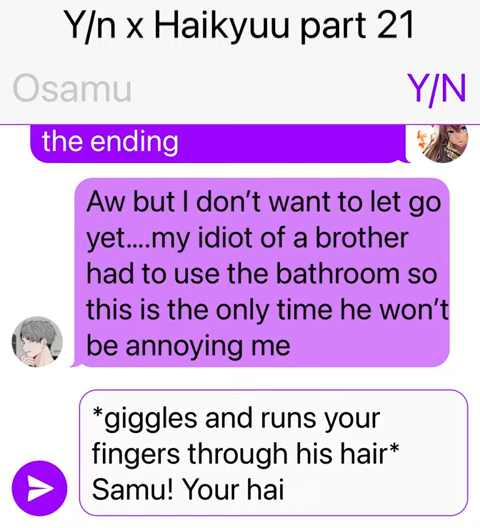 Y/n x Haikyuu part 21
Osamu
Y/N
the ending
Aw but I don’t want to let go
yet....my idiot of a brother
had to use the bathroom so
this is the only time he won’t
be annoying me
*giggles and runs your
fingers through his hair*
Samu! Your hai